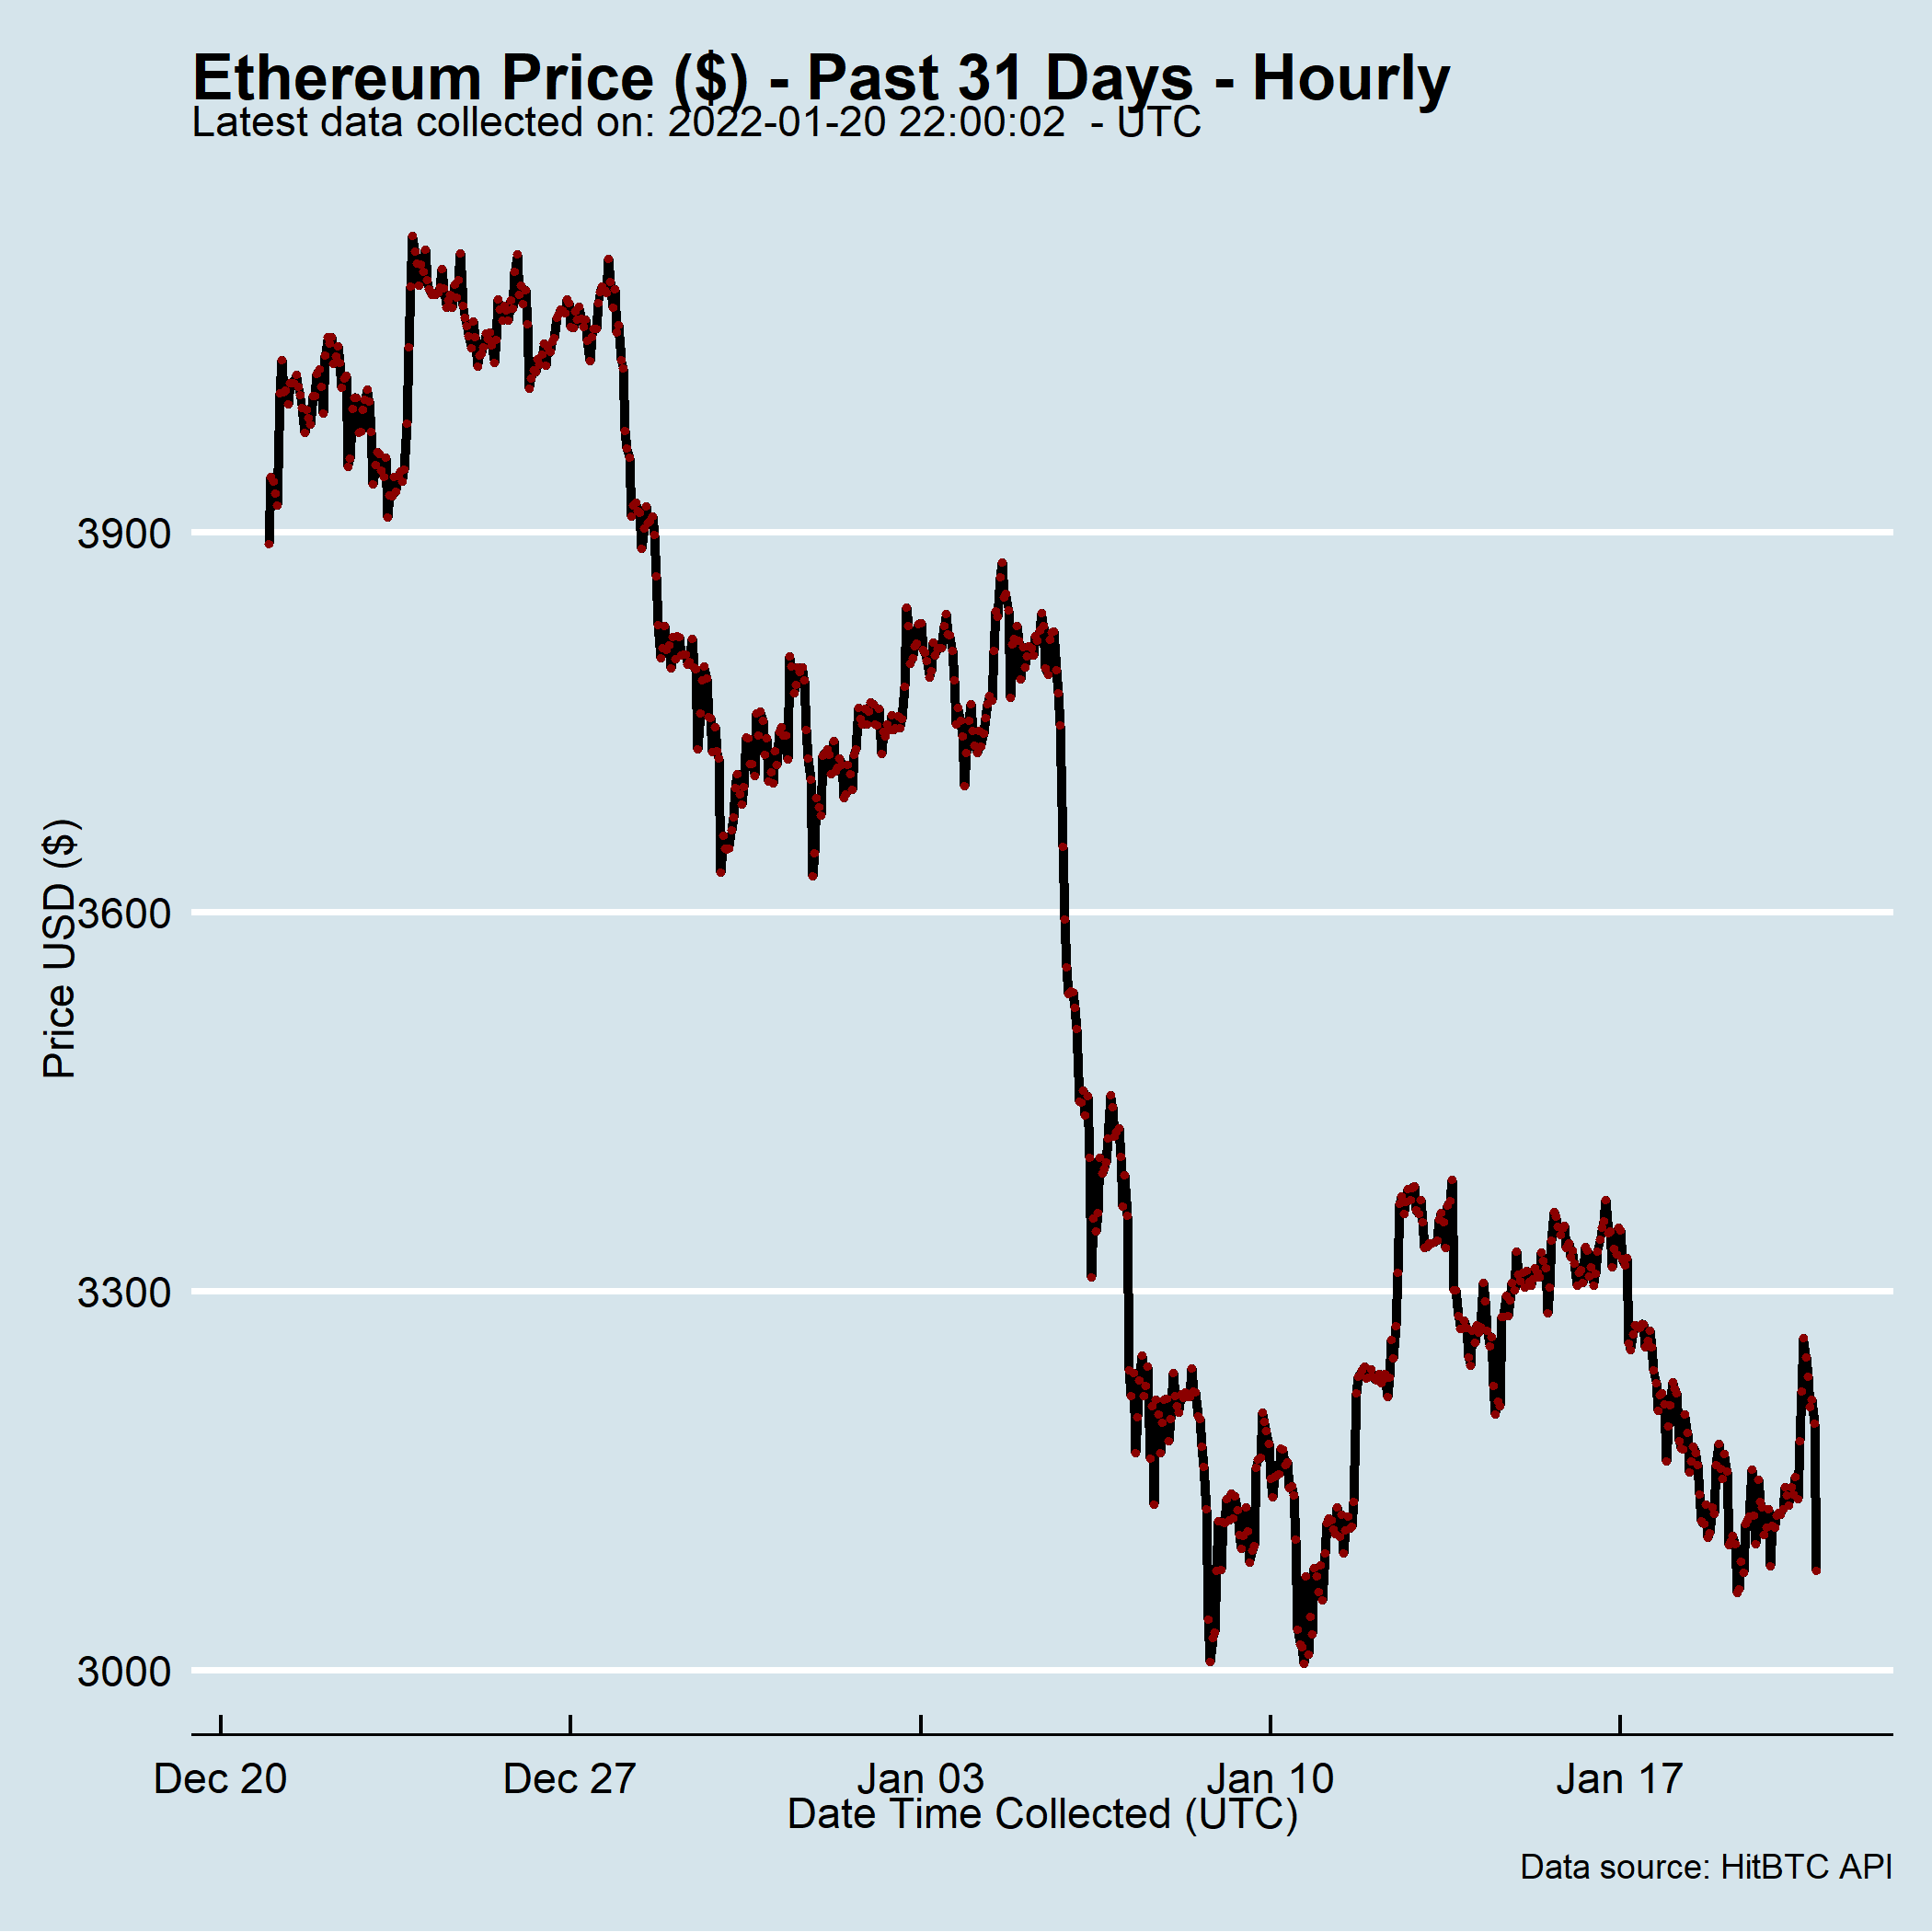 Ethereum Price ($) - Past 31 Days - Hourly
Latest data collected on: 2022-01-20 22:00:02  - UTC
Price USD ($)
3900
3600
3300
3000
Dec 20
Dec 27
Jan 03
Jan 10
Jan 17
Date Time Collected (UTC)
Data source: HitBTC API